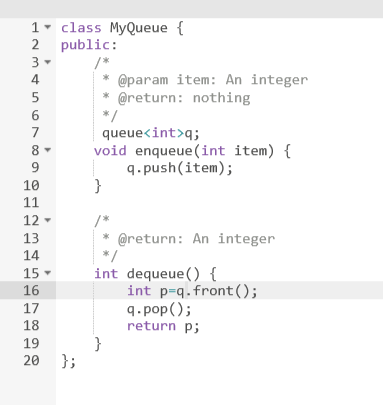 1 class MyQueue {
2 public:
3     /*
4      * @param item: An integer
5      * @return: nothing
6      */
7      queue<int>q;
8     void enqueue(int item) {
9         q.push(item);
10     }
11
12     /*
13      * @return: An integer
14      */
15     int dequeue() {
16         int p=q.front();
17         q.pop();
18         return p;
19     }
20 };